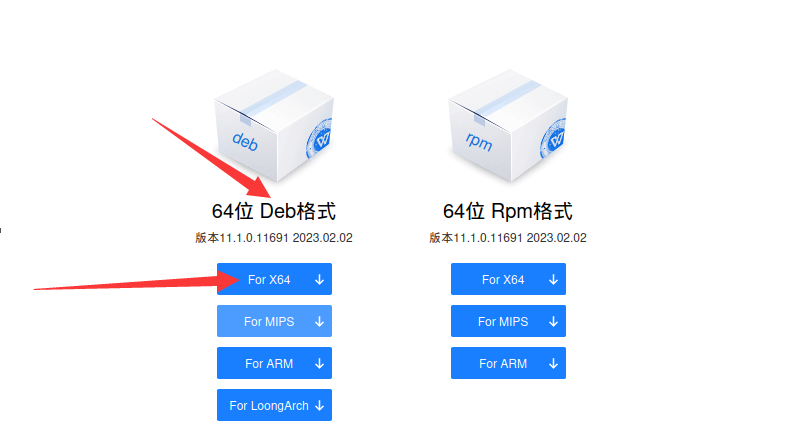 deb
64位 Deb格式
版本11.1.0.11691 2023.02.02
For X64
For MIPS
For ARM
For LoongArch
rpm
64位 Rpm格式
版本11.1.0.11691 2023.02.02
For X64
For MIPS
For ARM